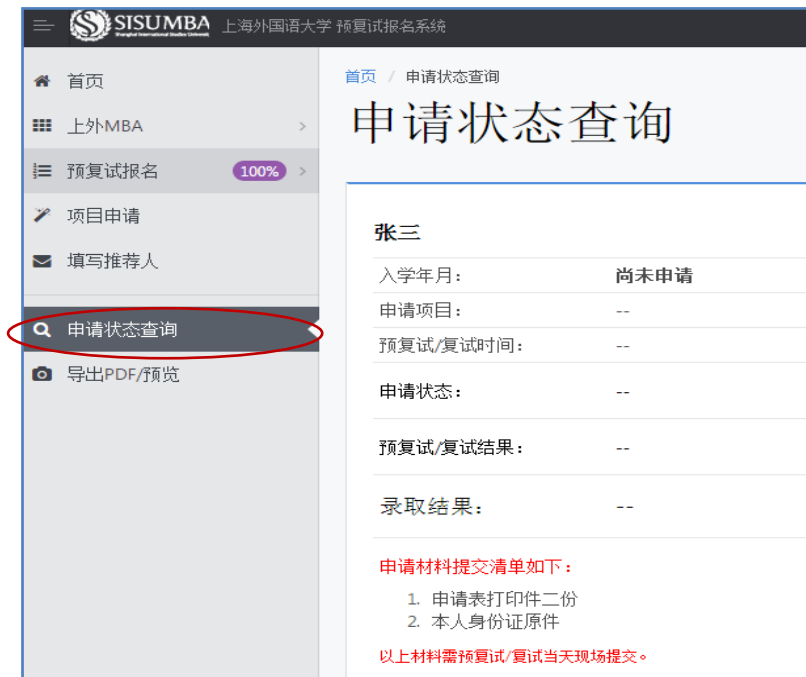 SISU MBA 上海外国语大学 预复试报名系统
Shanghai International Studies University
首页
上外MBA
预复试报名 100%
项目申请
填写推荐人
申请状态查询
导出PDF/预览
首页 / 申请状态查询
申请状态查询
张三
入学年月： 尚未申请
申请项目： --
预复试/复试时间： --
申请状态： --
预复试/复试结果： --
录取结果： --
申请材料提交清单如下：
1. 申请表打印件二份
2. 本人身份证原件
以上材料需预复试/复试当天现场提交。